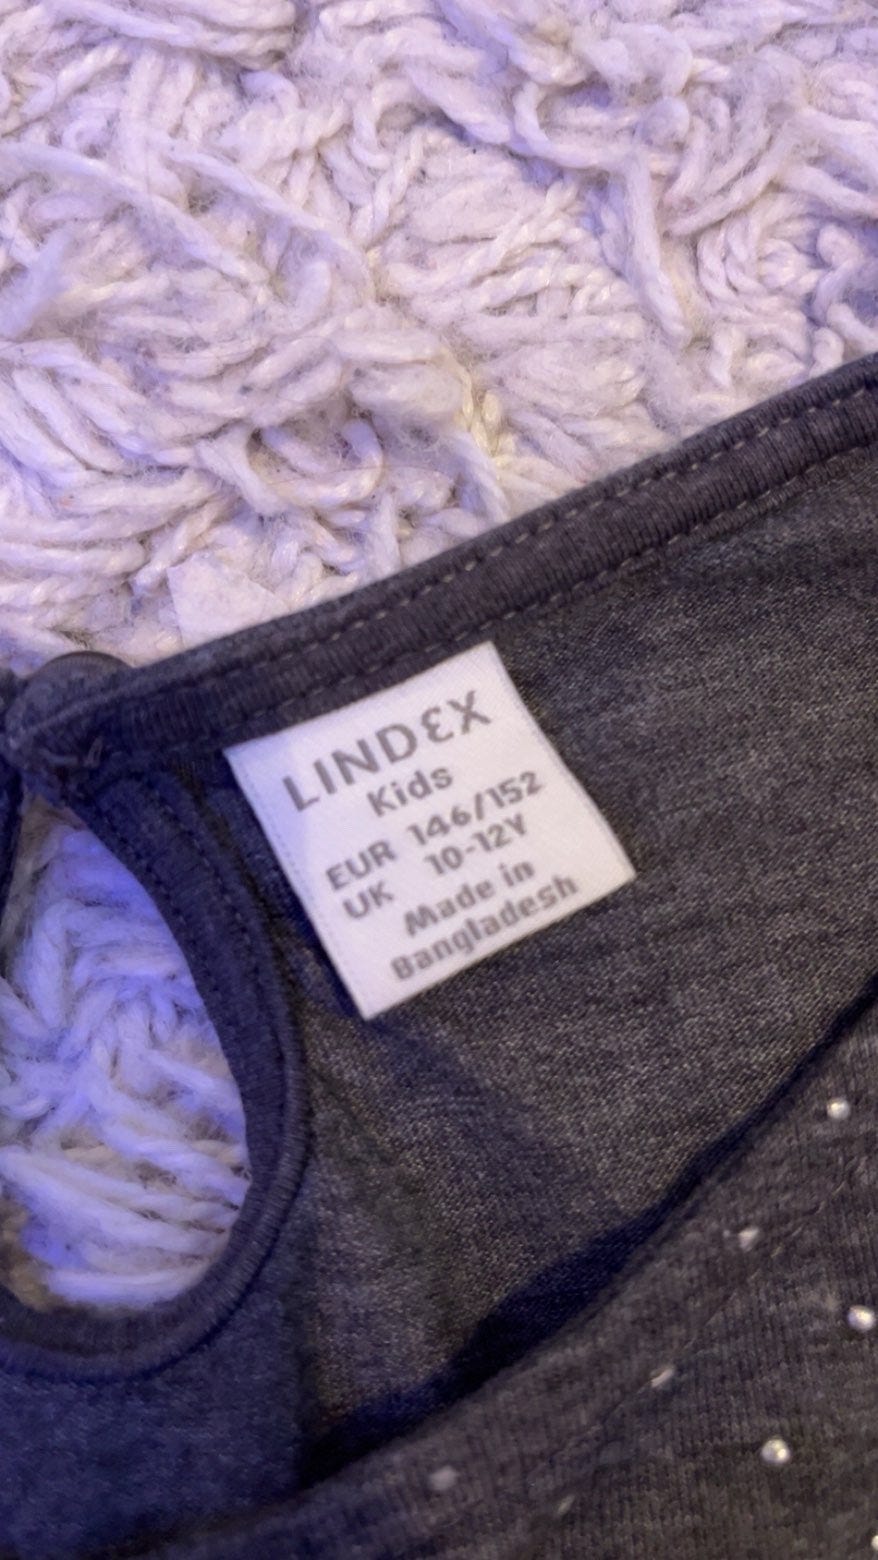 LINDEX
Kids
EUR 146/152
UK 10-12Y
Made in
Bangladesh